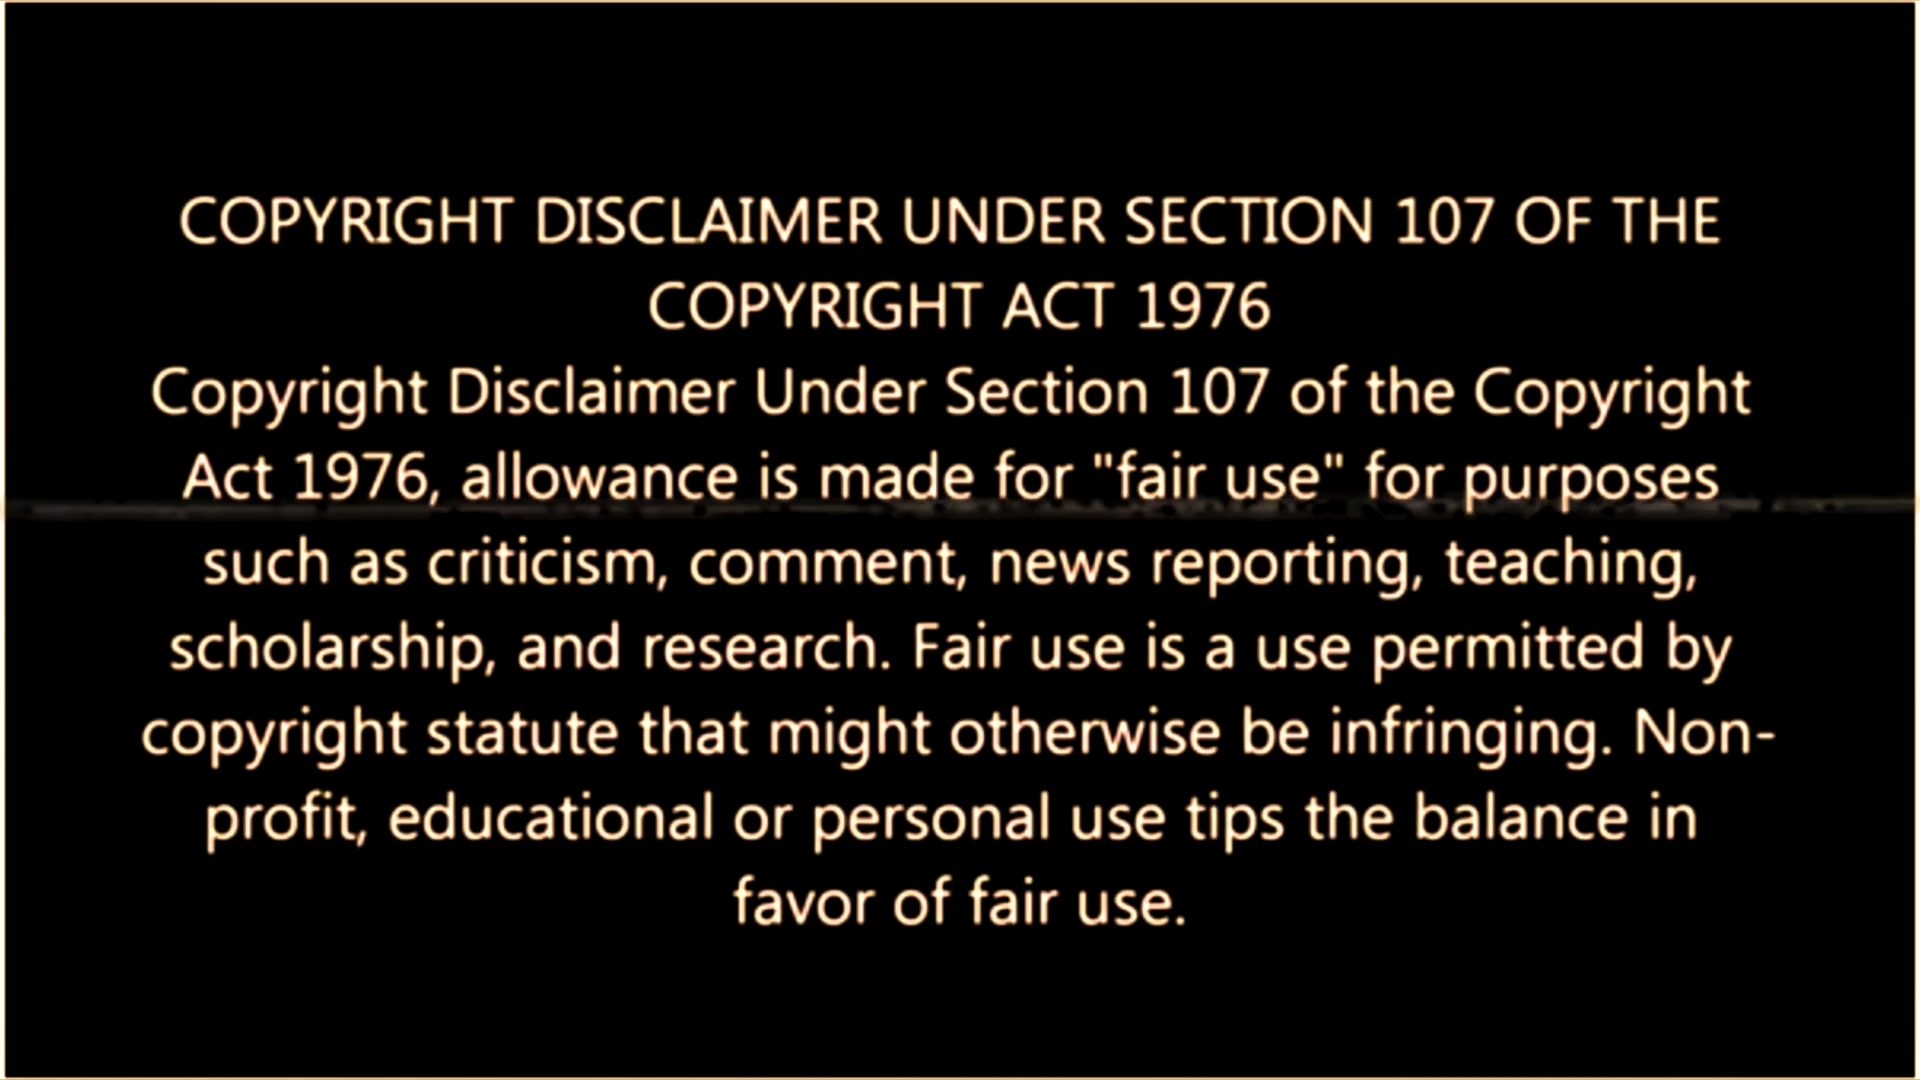 COPYRIGHT DISCLAIMER UNDER SECTION 107 OF THE
COPYRIGHT ACT 1976
Copyright Disclaimer Under Section 107 of the Copyright
Act 1976, allowance is made for "fair use" for purposes
such as criticism, comment, news reporting, teaching,
scholarship, and research. Fair use is a use permitted by
copyright statute that might otherwise be infringing. Non-
profit, educational or personal use tips the balance in
favor of fair use.